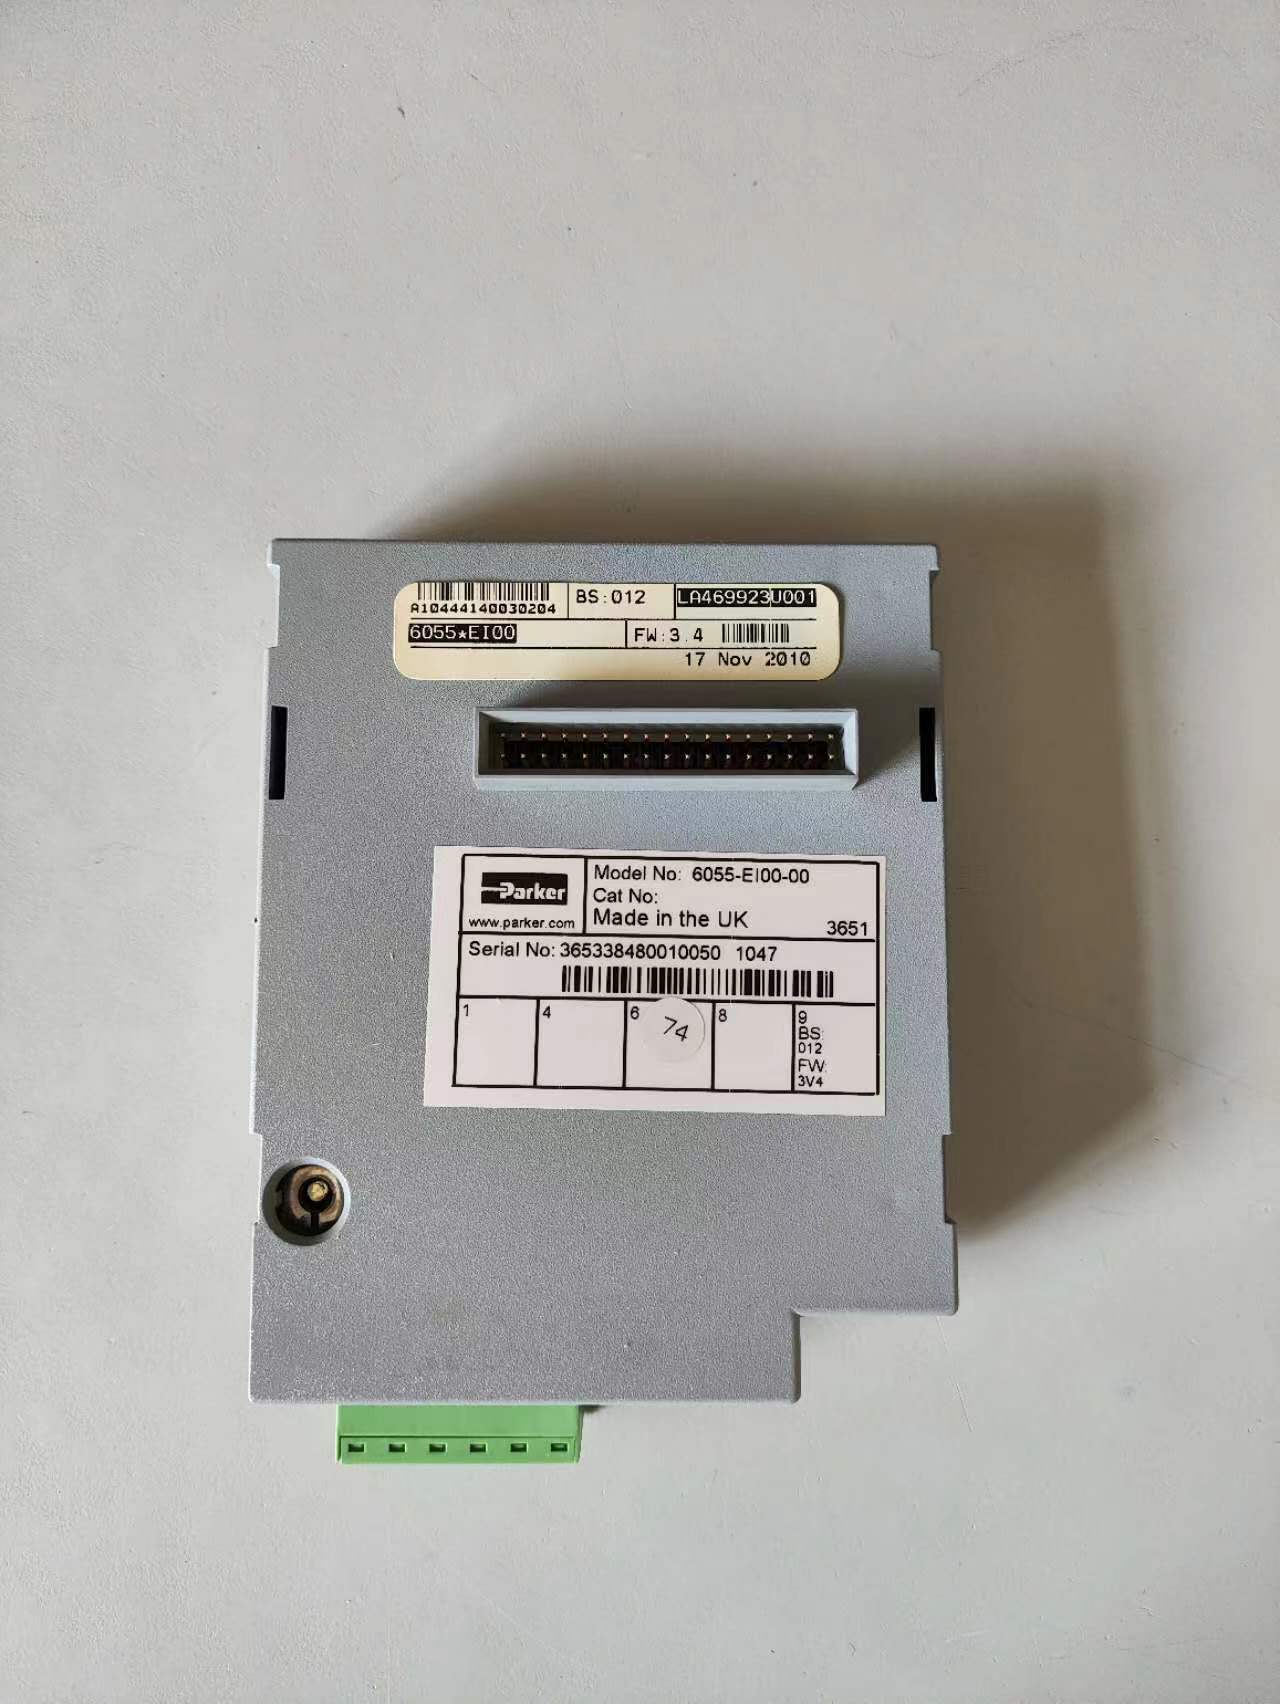 A10444140030204 BS:012 LA469923U001
6055*EI00 FW:3.4
17 Nov 2010
Parker
www.parker.com
Model No: 6055-EI00-00
Cat No:
Made in the UK 3651
Serial No: 365338480010050 1047
1 4 6 8 9
74
BS:
012
FW:
3V4